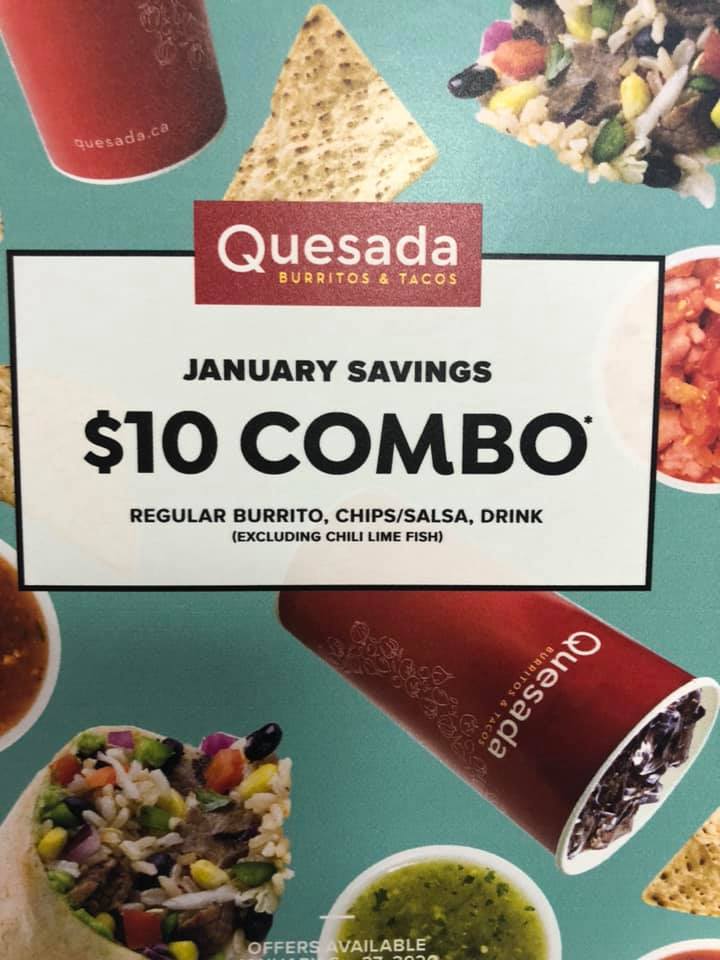 quesada.ca
Quesada
BURRITOS & TACOS
JANUARY SAVINGS
$10 COMBO*
REGULAR BURRITO, CHIPS/SALSA, DRINK
(EXCLUDING CHILI LIME FISH)
Quesada
BURRITOS & TACOS
OFFERS AVAILABLE